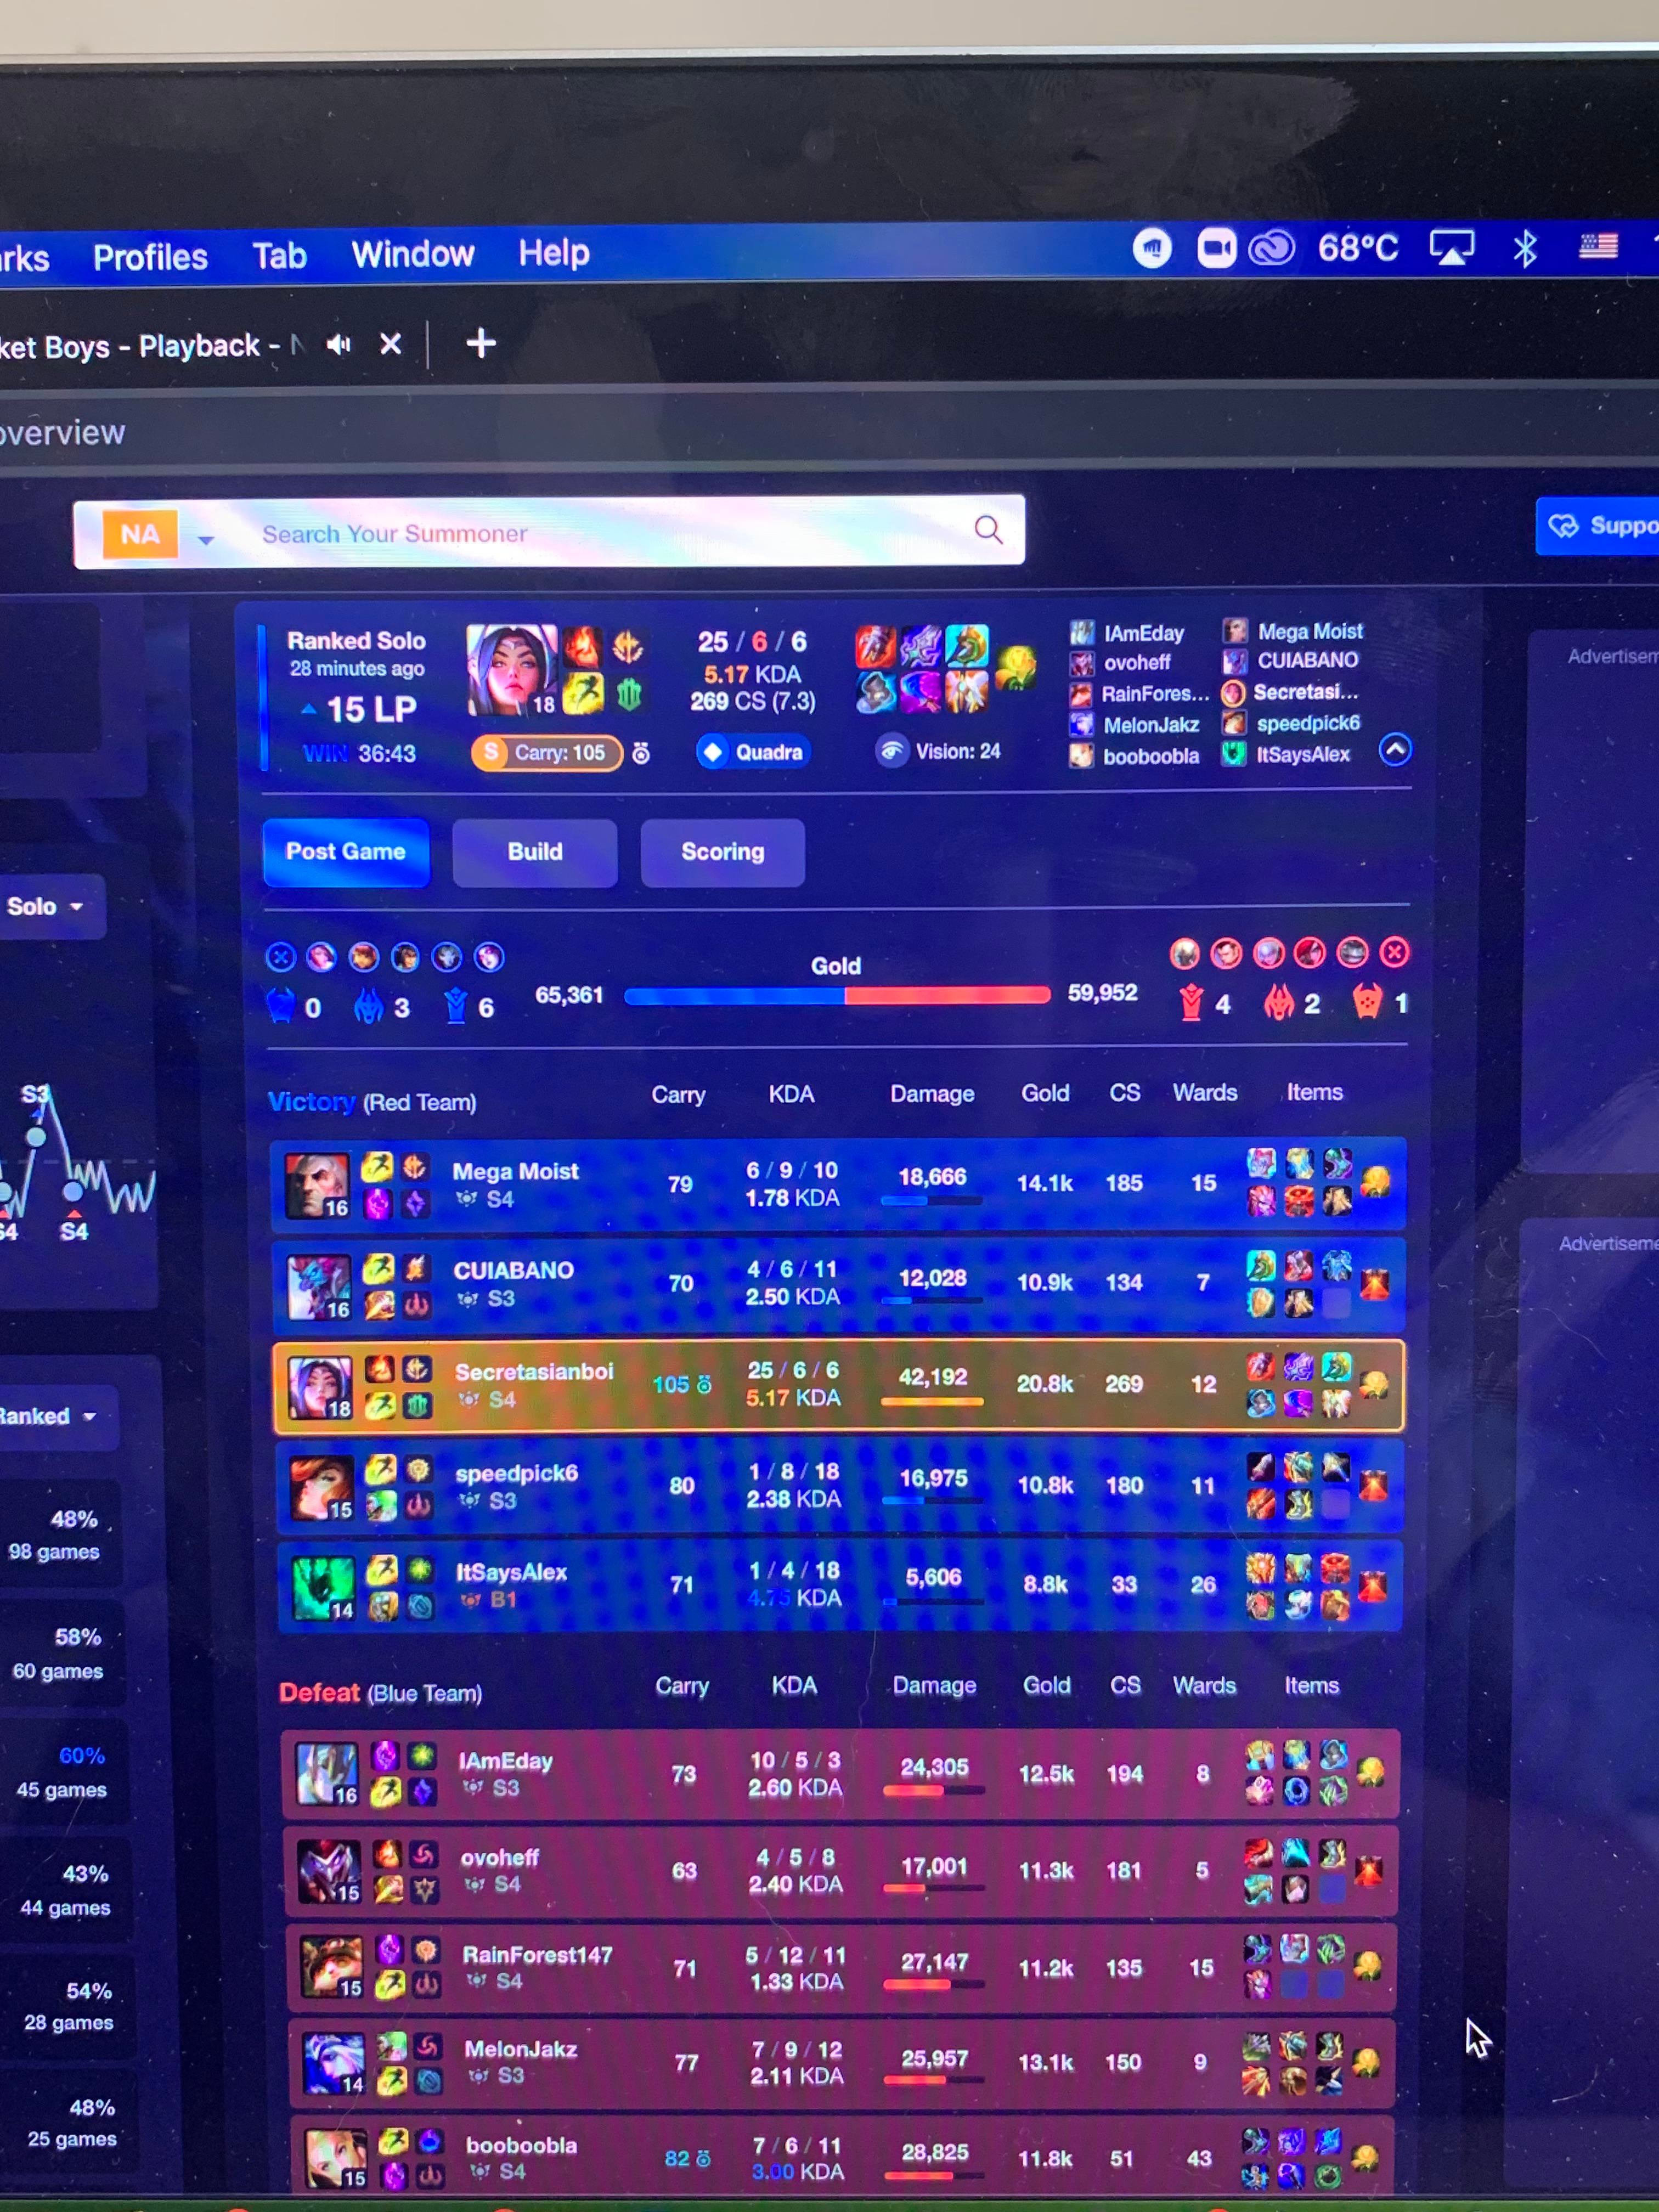 Profiles Tab Window Help 68°C
ket Boys - Playback -
overview
NA Search Your Summoner
Suppo
Ranked Solo
28 minutes ago
15 LP
WIN 36:43
18
S Carry: 105
25 / 6 / 6
5.17 KDA
269 CS (7.3)
Quadra
Vision: 24
IAmEday Mega Moist
ovoheff CUIABANO
RainFores... Secretasi...
MelonJakz speedpick6
booboobla ItSaysAlex
Advertisem
Post Game Build Scoring
Solo
Gold
65,361 59,952
0 3 6 4 2 1
S3
S4 S4
Victory (Red Team) Carry KDA Damage Gold CS Wards Items
Mega Moist 79 6 / 9 / 10 18,666 14.1k 185 15
16 S4 1.78 KDA
CUIABANO 70 4 / 6 / 11 12,028 10.9k 134 7
16 S3 2.50 KDA
Advertiseme
Secretasianboi 105 25 / 6 / 6 42,192 20.8k 269 12
18 S4 5.17 KDA
speedpick6 80 1 / 8 / 18 16,975 10.8k 180 11
15 S3 2.38 KDA
ItSaysAlex 71 1 / 4 / 18 5,606 8.8k 33 26
14 B1 4.75 KDA
Ranked
48%
98 games
58%
60 games
60%
45 games
43%
44 games
54%
28 games
48%
25 games
Defeat (Blue Team) Carry KDA Damage Gold CS Wards Items
IAmEday 73 10 / 5 / 3 24,305 12.5k 194 8
16 S3 2.60 KDA
ovoheff 63 4 / 5 / 8 17,001 11.3k 181 5
15 S4 2.40 KDA
RainForest147 71 5 / 12 / 11 27,147 11.2k 135 15
15 S4 1.33 KDA
MelonJakz 77 7 / 9 / 12 25,957 13.1k 150 9
14 S3 2.11 KDA
booboobla 82 7 / 6 / 11 28,825 11.8k 51 43
15 S4 3.00 KDA